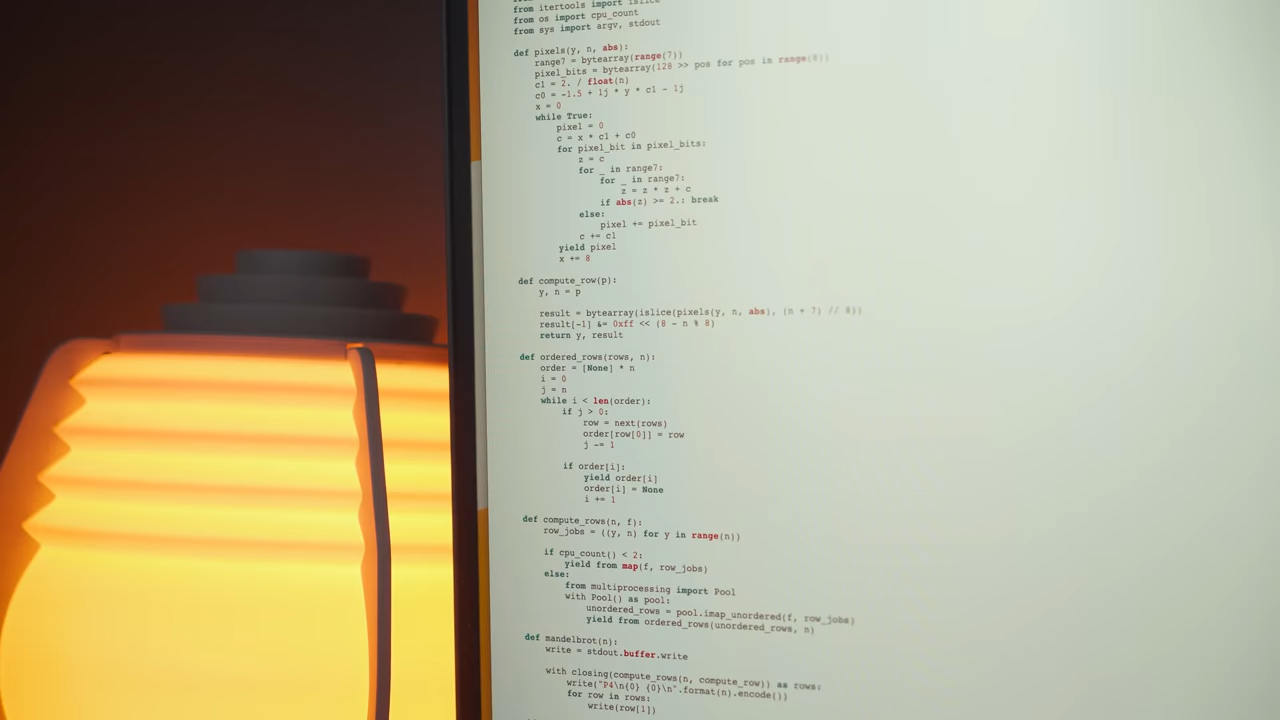 from itertools import islice
from os import cpu_count
from sys import argv, stdout
def pixels(y, n, abs):
range7 = bytearray(range(7))
pixel_bits = bytearray(128 >> pos for pos in range(8))
c1 = 2. / float(n)
c0 = -1.5 + 1j * y * c1 - 1j
x = 0
while True:
pixel = 0
c = x * c1 + c0
for pixel_bit in pixel_bits:
z = c
for _ in range7:
for _ in range7:
z = z * z + c
if abs(z) >= 2.: break
else:
pixel += pixel_bit
c += c1
yield pixel
x += 8
def compute_row(p):
y, n = p
result = bytearray(islice(pixels(y, n, abs), (n + 7) // 8))
result[-1] &= 0xff << (8 - n % 8)
return y, result
def ordered_rows(rows, n):
order = [None] * n
i = 0
j = n
while i < len(order):
if j > 0:
row = next(rows)
order[row[0]] = row
j -= 1
if order[i]:
yield order[i]
order[i] = None
i += 1
def compute_rows(n, f):
row_jobs = ((y, n) for y in range(n))
if cpu_count() < 2:
yield from map(f, row_jobs)
else:
from multiprocessing import Pool
with Pool() as pool:
unordered_rows = pool.imap_unordered(f, row_jobs)
yield from ordered_rows(unordered_rows, n)
def mandelbrot(n):
write = stdout.buffer.write
with closing(compute_rows(n, compute_row)) as rows:
write("P4\n{0} {0}\n".format(n).encode())
for row in rows:
write(row[1])